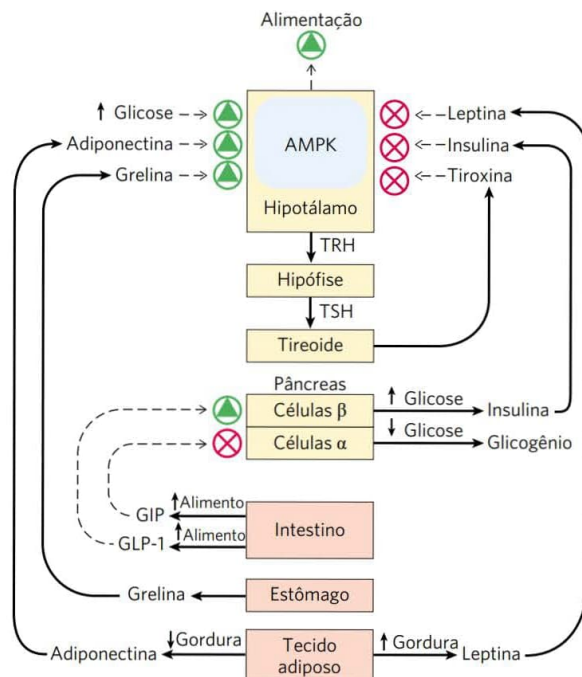 Alimentação
↑ Glicose
Adiponectina
Grelina
AMPK
Hipotálamo
Leptina
Insulina
Tiroxina
TRH
Hipófise
TSH
Tireoide
Pâncreas
Células β
↑ Glicose
Insulina
Células α
↓ Glicose
Glicogênio
GIP
↑Alimento
GLP-1
↑Alimento
Intestino
Grelina
Estômago
Adiponectina
↓Gordura
Tecido
adiposo
↑ Gordura
Leptina